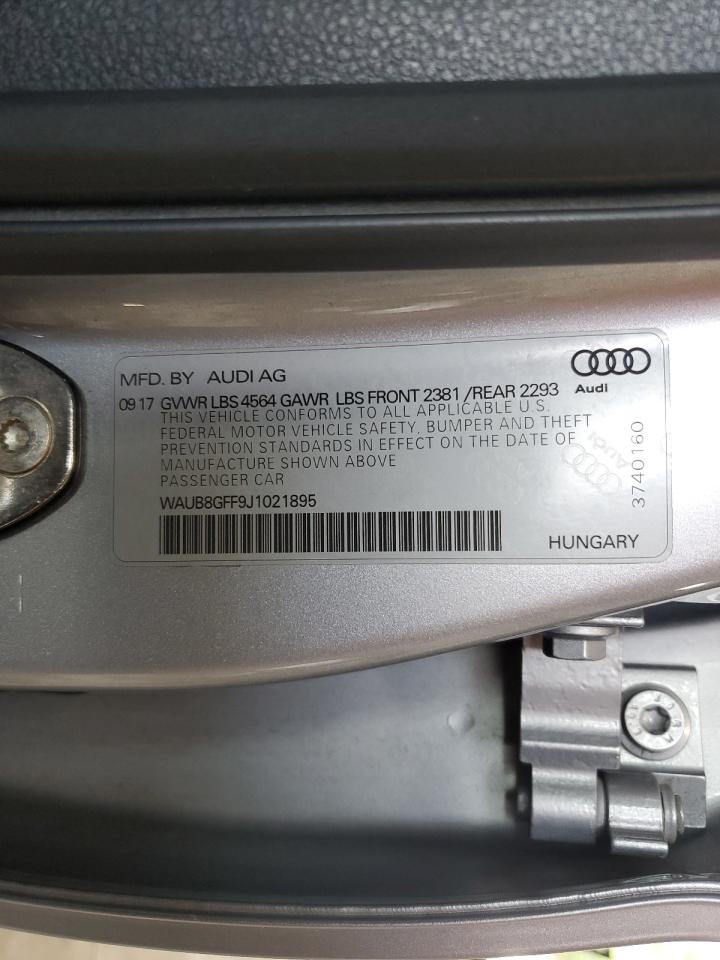 MFD. BY AUDI AG
Audi
09 17 GVWR LBS 4564 GAWR LBS FRONT 2381 /REAR 2293
THIS VEHICLE CONFORMS TO ALL APPLICABLE U.S.
FEDERAL MOTOR VEHICLE SAFETY, BUMPER AND THEFT
PREVENTION STANDARDS IN EFFECT ON THE DATE OF
MANUFACTURE SHOWN ABOVE
PASSENGER CAR
WAUB8GFF9J1021895
HUNGARY
3740160
Audi